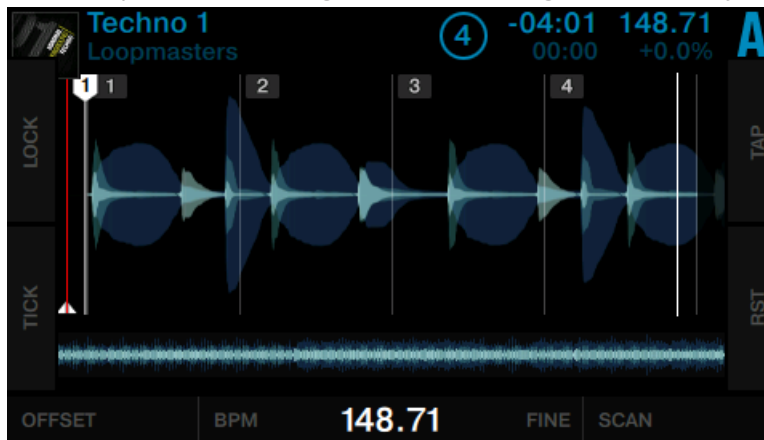 Techno 1
Loopmasters
4
-04:01 148.71
00:00 +0.0%
A
1 1 2 3 4
LOCK
TAP
TICK
RST
OFFSET BPM 148.71 FINE SCAN